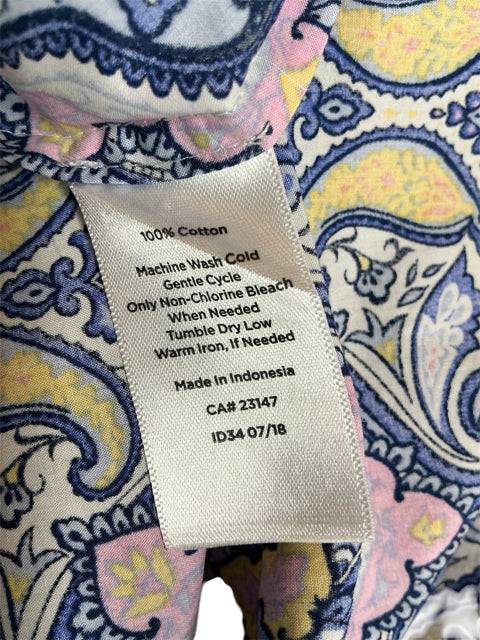 100% Cotton
Machine Wash Cold
Gentle Cycle
Only Non-Chlorine Bleach
When Needed
Tumble Dry Low
Warm Iron, If Needed
Made in Indonesia
CA# 23147
ID34 07/18